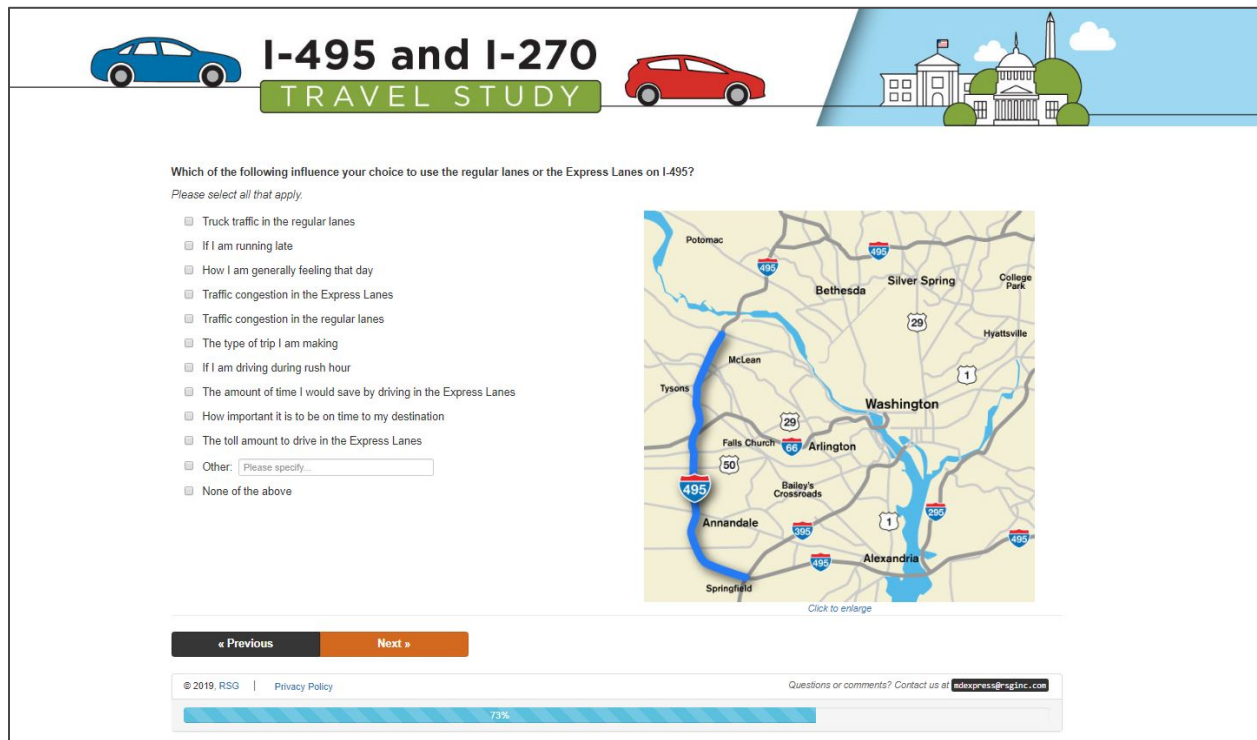 I-495 and I-270
TRAVEL STUDY
Which of the following influence your choice to use the regular lanes or the Express Lanes on I-495?
Please select all that apply.
Truck traffic in the regular lanes
If I am running late
How I am generally feeling that day
Traffic congestion in the Express Lanes
Traffic congestion in the regular lanes
The type of trip I am making
If I am driving during rush hour
The amount of time I would save by driving in the Express Lanes
How important it is to be on time to my destination
The toll amount to drive in the Express Lanes
Other: Please specify...
None of the above
Potomac
495
495
Bethesda
Silver Spring
College
Park
29
Hyattsville
McLean
1
Tysons
Washington
29
Falls Church
66
Arlington
50
Bailey's
Crossroads
495
1
295
Annandale
395
495
Alexandria
495
Springfield
Click to enlarge
« Previous
Next »
© 2019, RSG | Privacy Policy
Questions or comments? Contact us at mdexpress@rsginc.com
73%